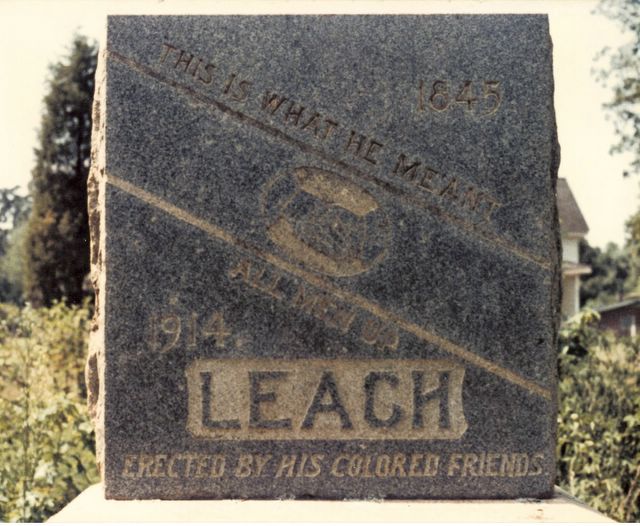 THIS IS WHAT HE MEANT
1845
ALL MEN UP
1914
LEACH
ERECTED BY HIS COLORED FRIENDS